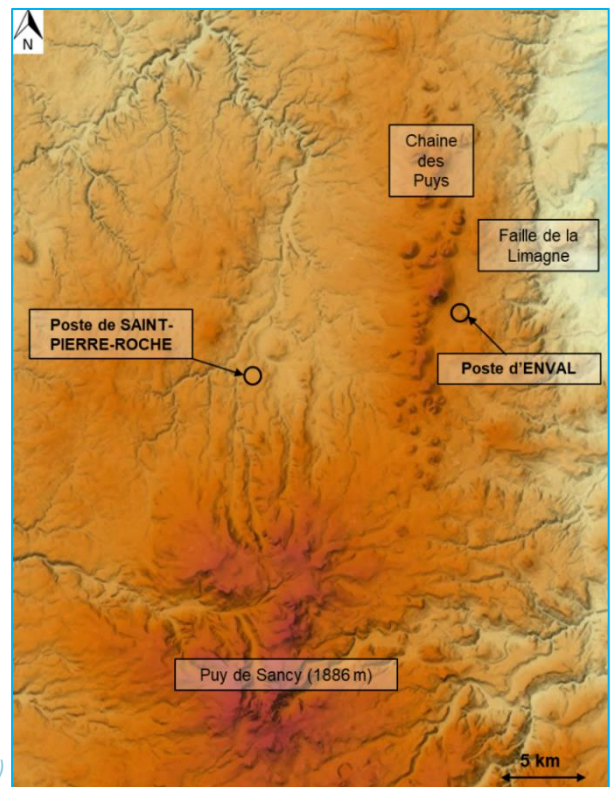 N
Chaine
des
Puys
Faille de la
Limagne
Poste de SAINT-
PIERRE-ROCHE
Poste d'ENVAL
Puy de Sancy (1886 m)
5 km